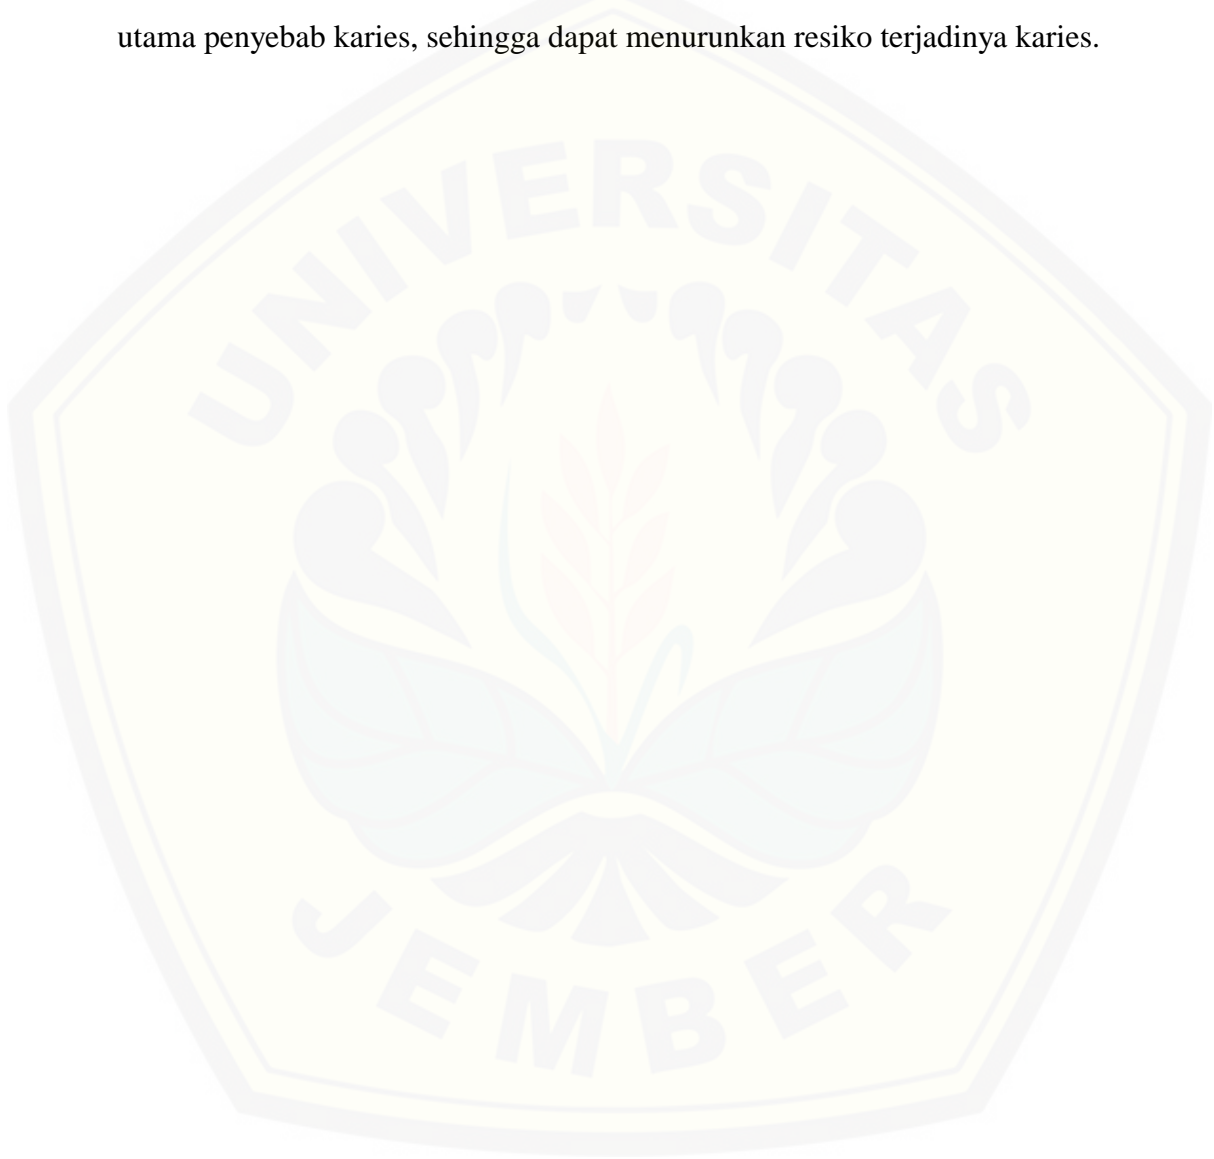 utama penyebab karies, sehingga dapat menurunkan resiko terjadinya karies.
UNIVERSITAS
JEMBER